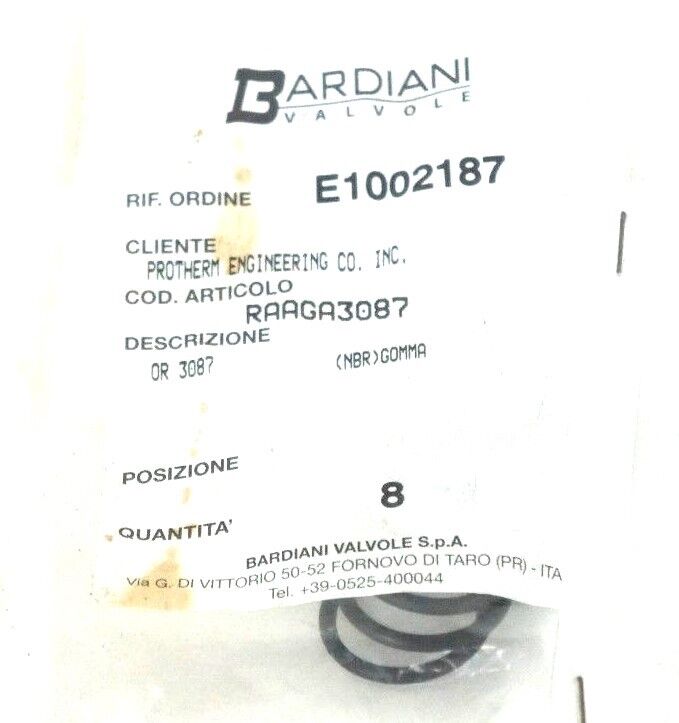 BARDIANI
VALVOLE
RIF. ORDINE E1002187
CLIENTE
PROTHERM ENGINEERING CO. INC.
COD. ARTICOLO
RAAGA3087
DESCRIZIONE
OR 3087 (NBR)GOMMA
POSIZIONE
8
QUANTITA'
BARDIANI VALVOLE S.p.A.
Via G. DI VITTORIO 50-52 FORNOVO DI TARO (PR) - ITA
Tel. +39-0525-400044